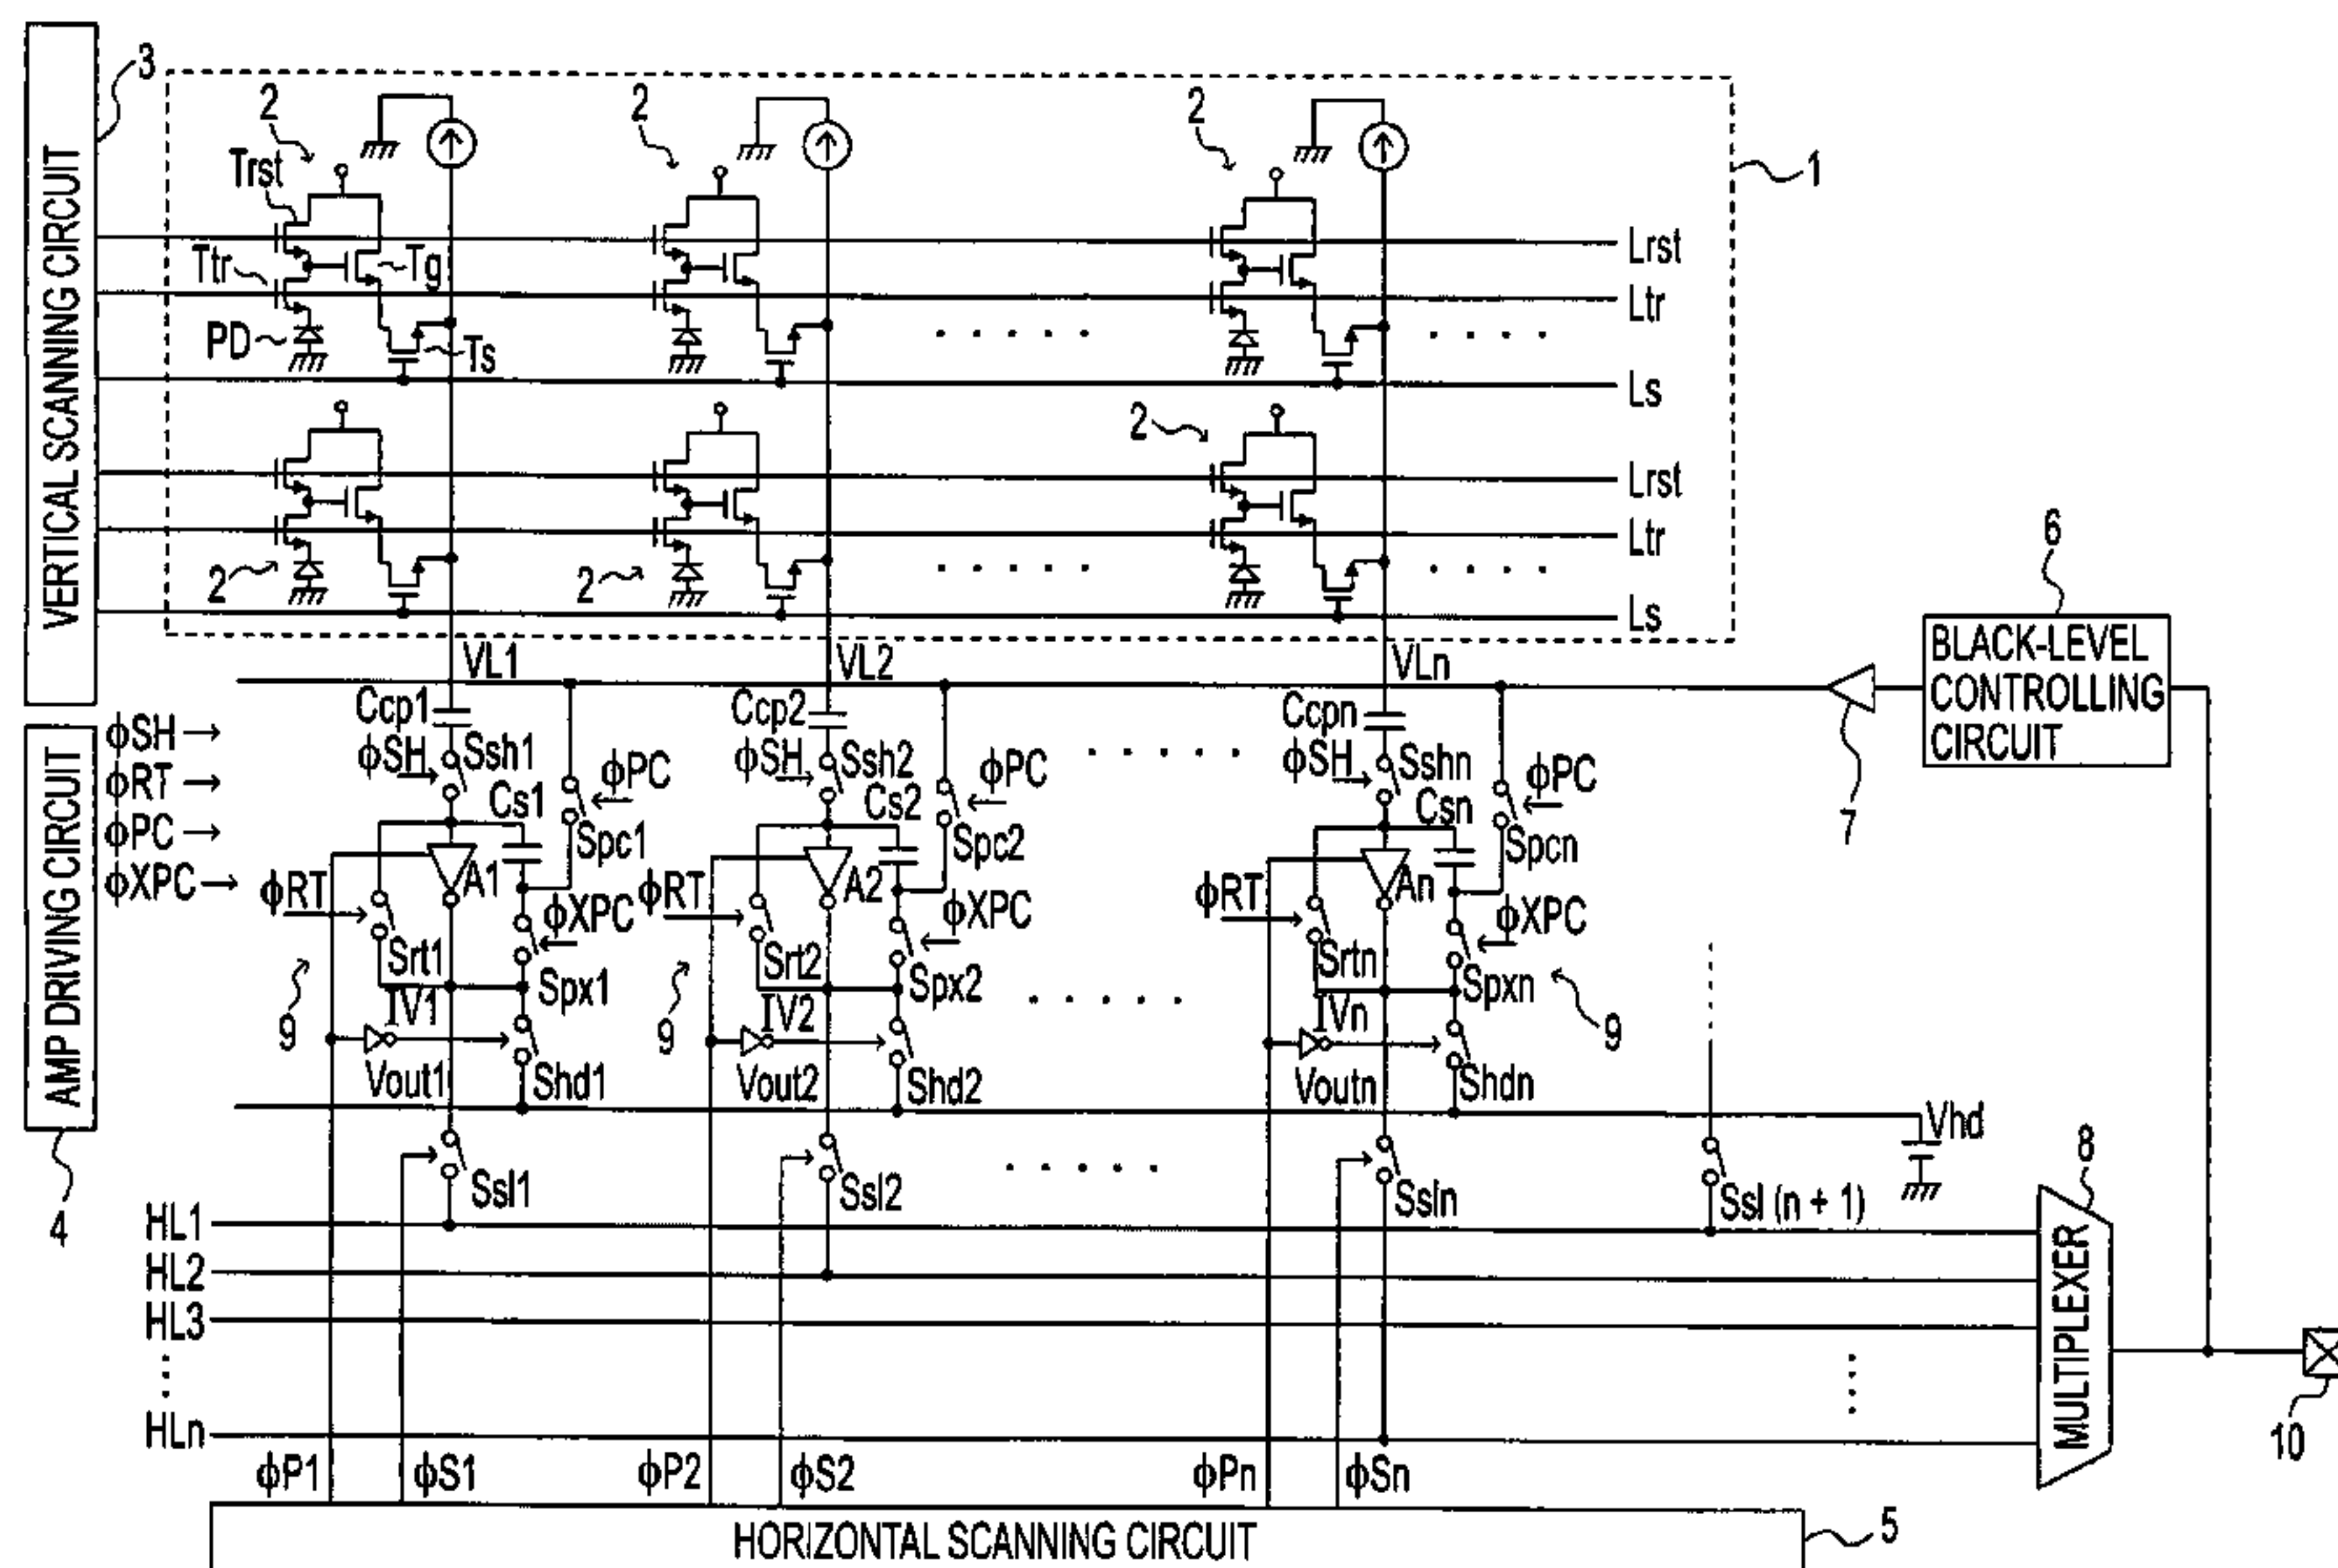 VERTICAL SCANNING CIRCUIT
3
2
2
2
1
Trst
Ttr
Tg
PD
Ts
Lrst
Ltr
Ls
2
2
2
Lrst
Ltr
Ls
6
BLACK-LEVEL
CONTROLLING
CIRCUIT
7
VL1
VL2
VLn
AMP DRIVING CIRCUIT
4
ϕSH
ϕRT
ϕPC
ϕXPC
Ccp1
ϕSH
Ssh1
Cs1
ϕPC
Spc1
A1
ϕRT
Srt1
ϕXPC
Spx1
9
IV1
Vout1
Shd1
Ssl1
Ccp2
ϕSH
Ssh2
Cs2
ϕPC
Spc2
A2
ϕRT
Srt2
ϕXPC
Spx2
9
IV2
Vout2
Shd2
Ssl2
Ccpn
ϕSH
Sshn
Csn
ϕPC
Spcn
An
ϕRT
Srtn
ϕXPC
Spxn
9
IVn
Voutn
Shdn
Ssln
Ssl (n + 1)
Vhd
8
MULTIPLEXER
10
HL1
HL2
HL3
HLn
ϕP1
ϕS1
ϕP2
ϕS2
ϕPn
ϕSn
HORIZONTAL SCANNING CIRCUIT
5